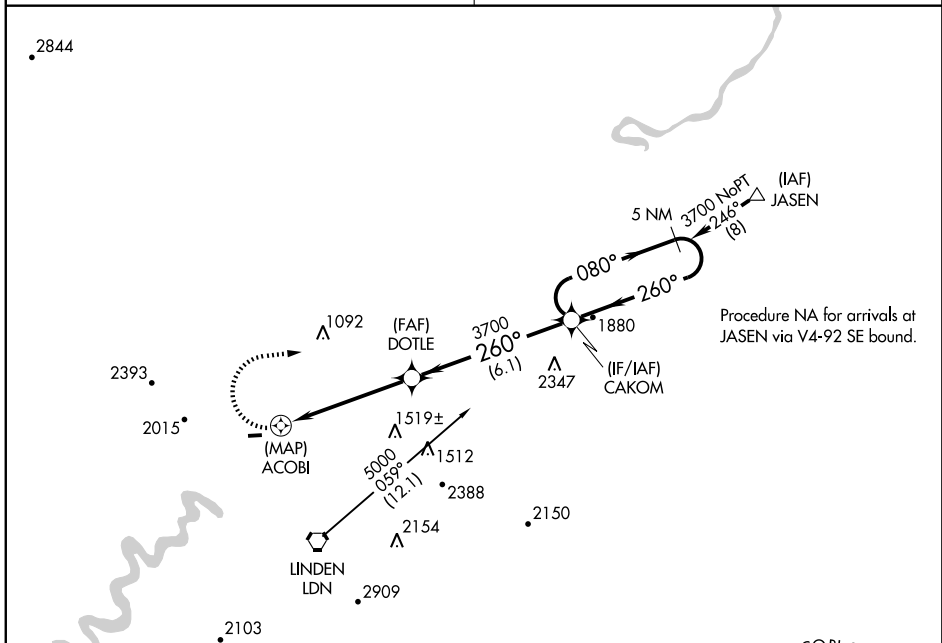 2844
(IAF)
JASEN
3700 NoPT
246°
(8)
5 NM
080°
260°
Procedure NA for arrivals at
JASEN via V4-92 SE bound.
1880
1092
(FAF)
DOTLE
3700
260°
(6.1)
2347
(IF/IAF)
CAKOM
2393
2015
(MAP)
ACOBI
1519±
1512
5000
059°
(12.1)
2388
2150
2154
LINDEN
LDN
2909
2103